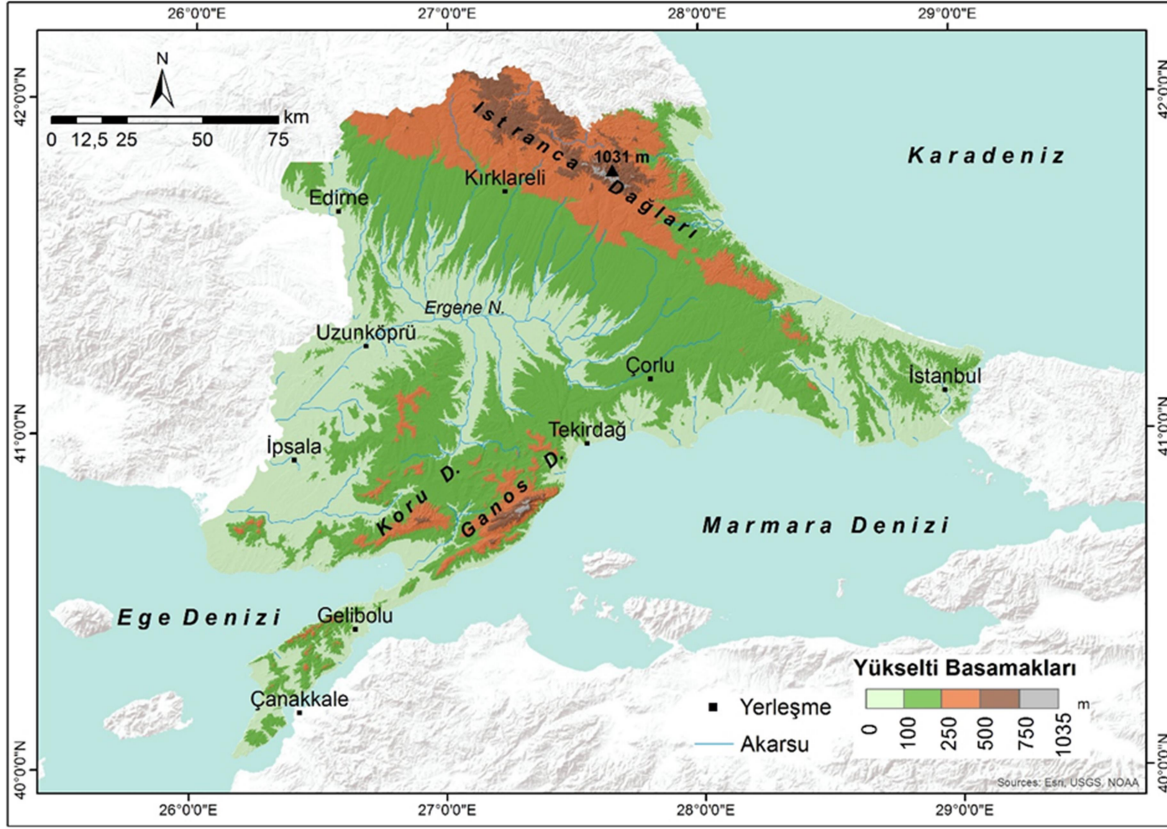 26°0'0"E 27°0'0"E 28°0'0"E 29°0'0"E
42°0'0"N
42°0'0"N
N
km
0 12,5 25 50 75
Istranca Dağları
1031 m
Karadeniz
Kırklareli
Edirne
Ergene N.
Uzunköprü
Çorlu
İstanbul
41°0'0"N
41°0'0"N
Tekirdağ
İpsala
Koru D.
Ganos D.
Marmara Denizi
Ege Denizi
Gelibolu
Çanakkale
Yükselti Basamakları
Yerleşme
Akarsu
m
0 100 250 500 750 1035
40°0'0"N
40°0'0"N
Sources: Esri, USGS, NOAA
26°0'0"E 27°0'0"E 28°0'0"E 29°0'0"E